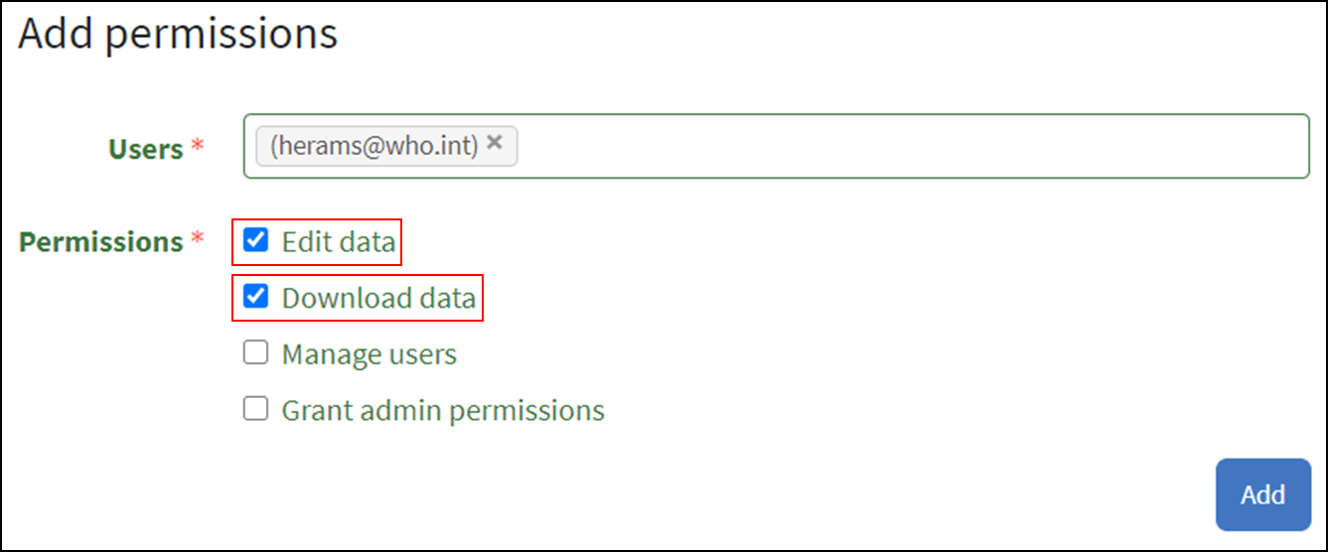 Add permissions
Users * (herams@who.int) ×
Permissions * Edit data
Download data
Manage users
Grant admin permissions
Add